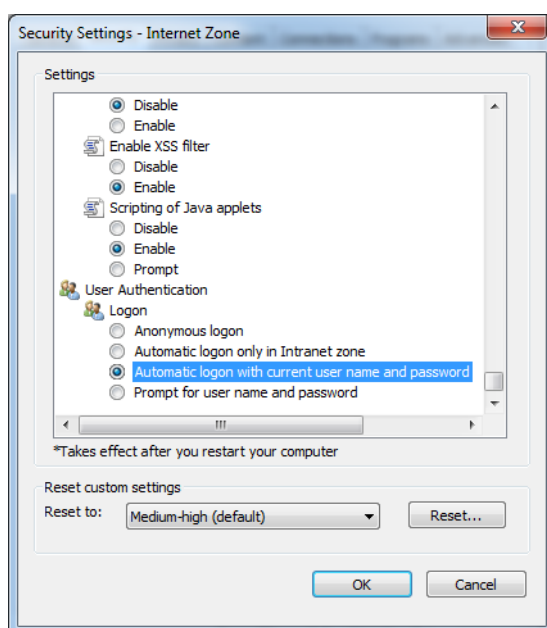 Security Settings - Internet Zone
Settings
Disable
Enable
Enable XSS filter
Disable
Enable
Scripting of Java applets
Disable
Enable
Prompt
User Authentication
Logon
Anonymous logon
Automatic logon only in Intranet zone
Automatic logon with current user name and password
Prompt for user name and password
*Takes effect after you restart your computer
Reset custom settings
Reset to: Medium-high (default) Reset...
OK Cancel